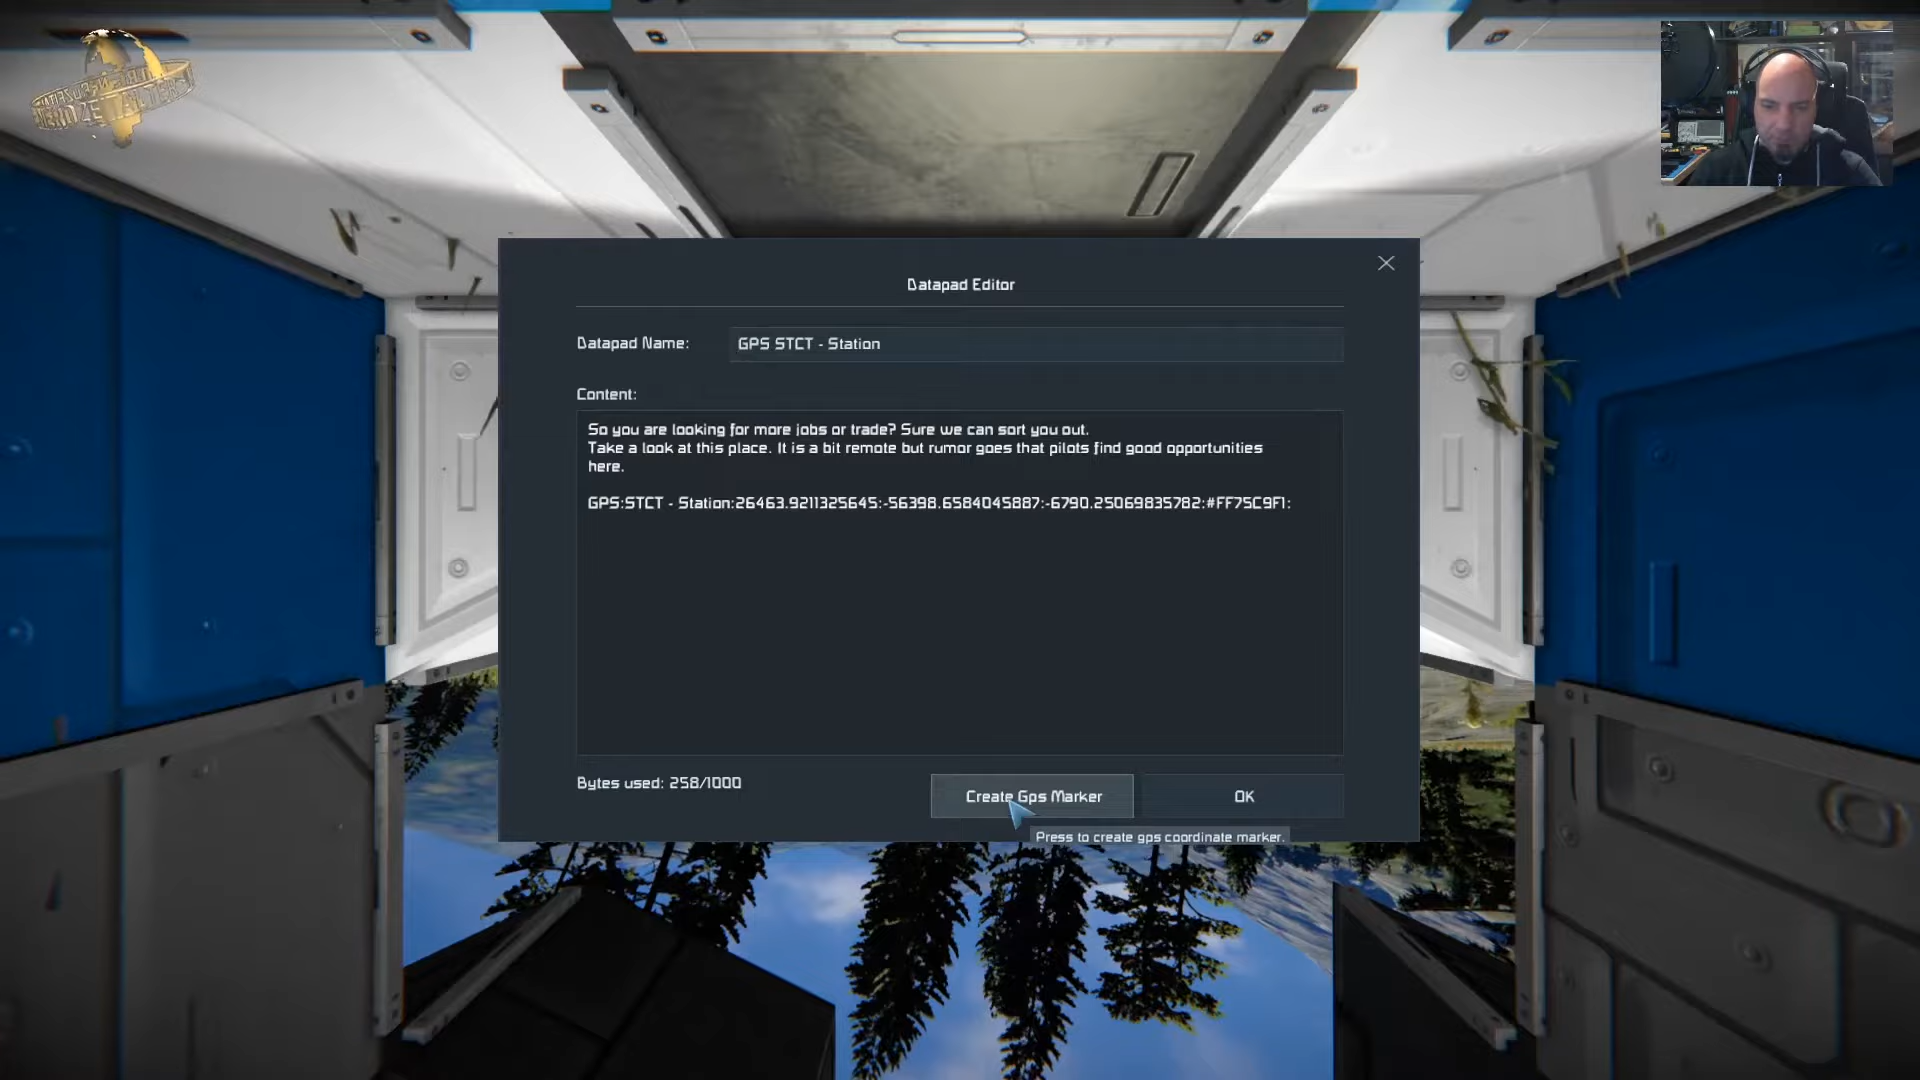 Datapad Editor
Datapad Name:
GPS STCT - Station
Content:
So you are looking for more jobs or trade? Sure we can sort you out.
Take a look at this place. It is a bit remote but rumor goes that pilots find good opportunities
here.
GPS:STCT - Station:26463.9211325645:-56398.6584045887:-6790.25069835782:#FF75C9F1:
Bytes used: 258/1000
Create Gps Marker
OK
Press to create gps coordinate marker.